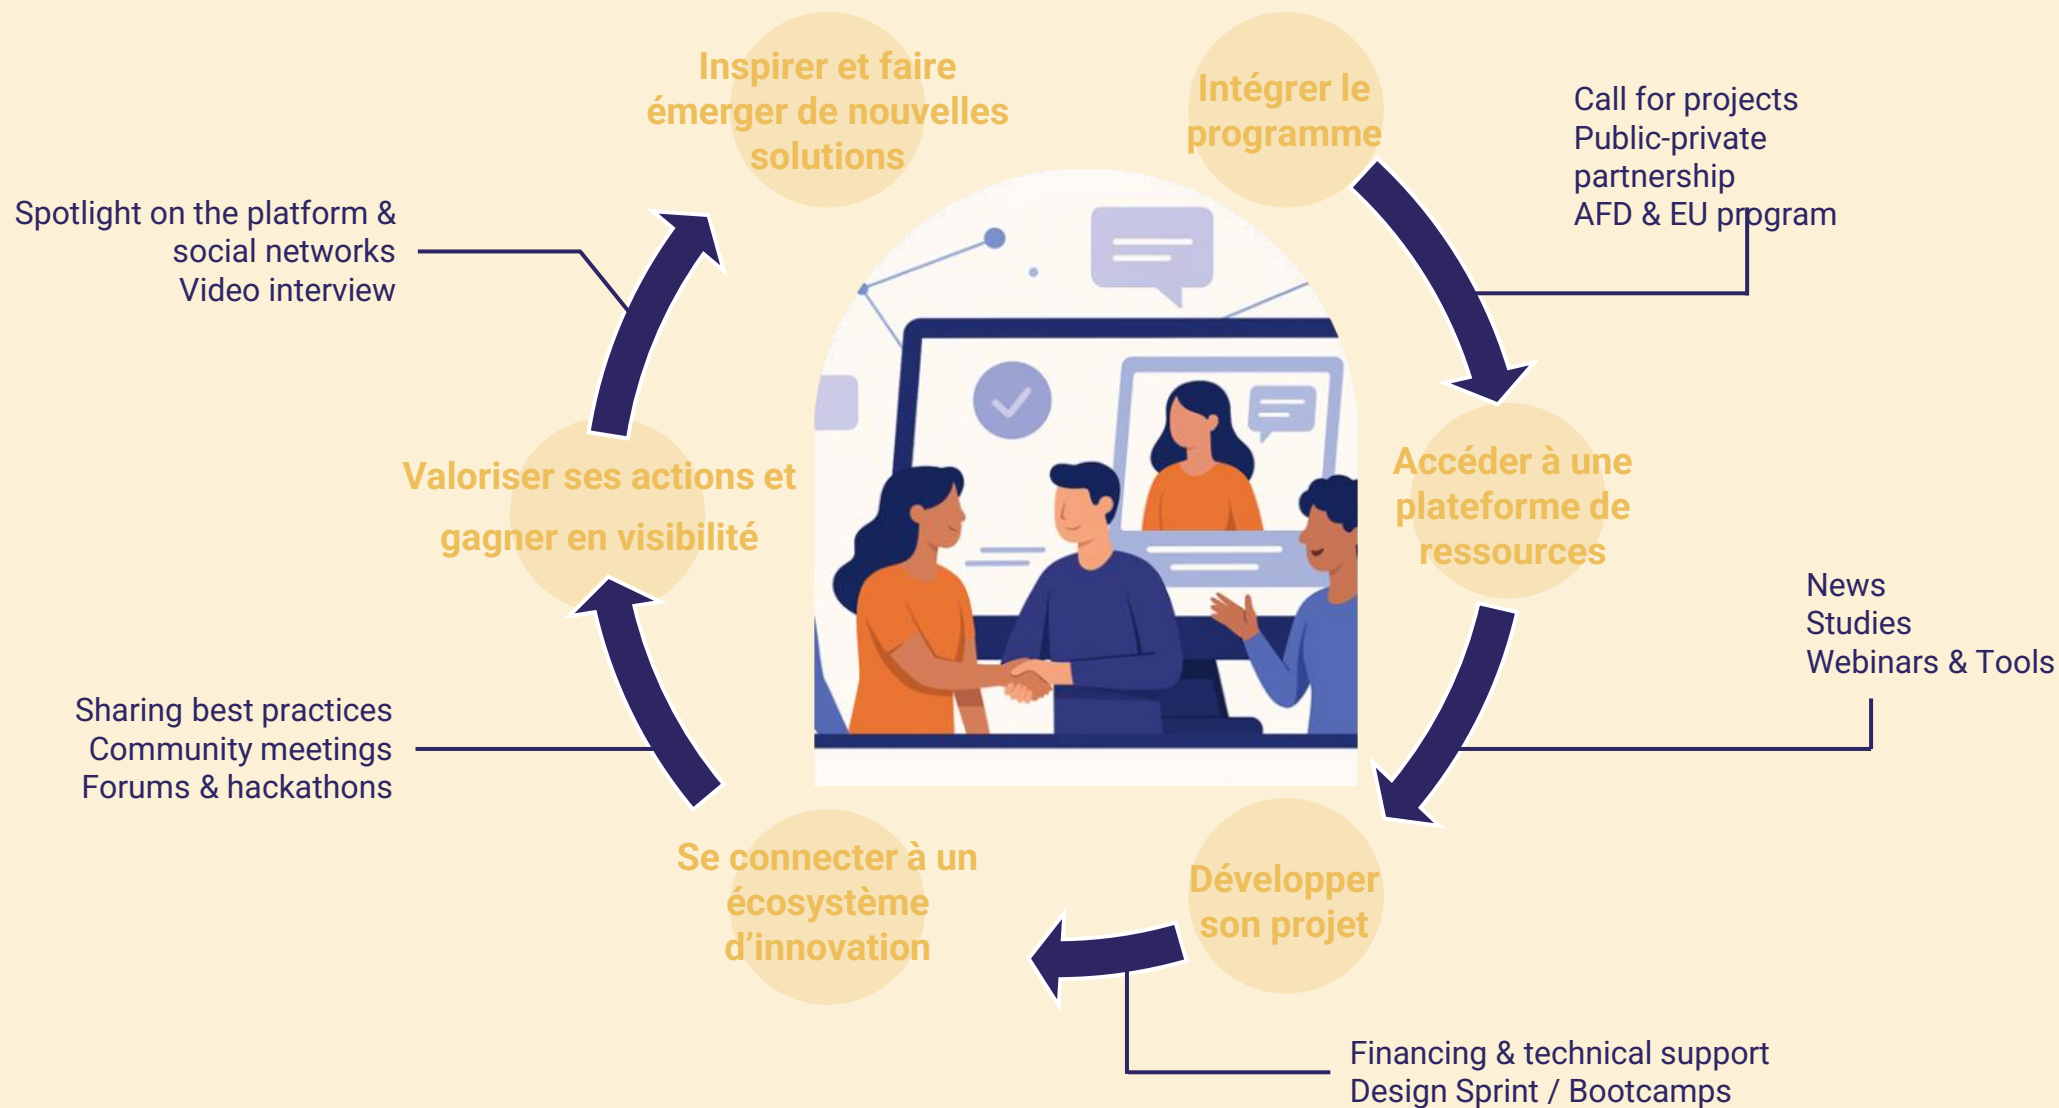 Inspirer et faire
émerger de nouvelles
solutions
Intégrer le
programme
Call for projects
Public-private
partnership
AFD & EU program
Spotlight on the platform &
social networks
Video interview
Valoriser ses actions et
gagner en visibilité
Accéder à une
plateforme de
ressources
News
Studies
Webinars & Tools
Sharing best practices
Community meetings
Forums & hackathons
Se connecter à un
écosystème
d’innovation
Développer
son projet
Financing & technical support
Design Sprint / Bootcamps